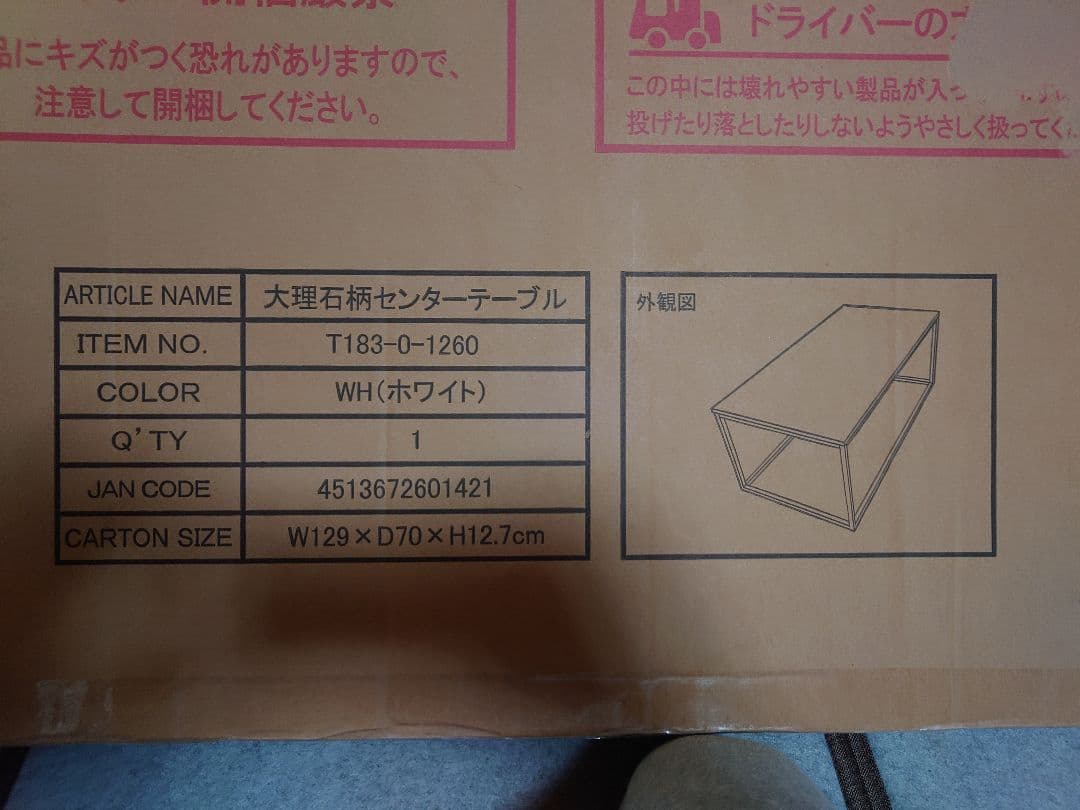 品にキズがつく恐れがありますので、
注意して開梱してください。
ドライバーの
この中には壊れやすい製品が入っ
投げたり落としたりしないようやさしく扱ってく
ARTICLE NAME 大理石柄センターテーブル
ITEM NO. T183-0-1260
COLOR WH(ホワイト)
Q'TY 1
JAN CODE 4513672601421
CARTON SIZE W129×D70×H12.7cm
外観図